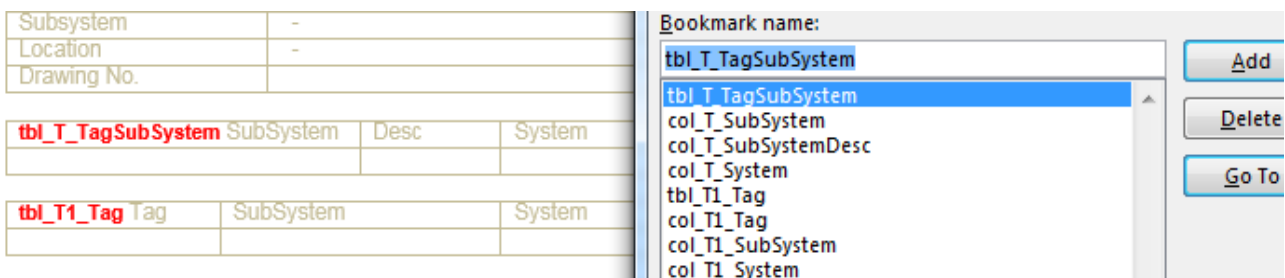 Subsystem -
Location -
Drawing No.
tbl_T_TagSubSystem SubSystem Desc System
tbl_T1_Tag Tag SubSystem System
Bookmark name:
tbl_T_TagSubSystem
tbl_T_TagSubSystem
col_T_SubSystem
col_T_SubSystemDesc
col_T_System
tbl_T1_Tag
col_T1_Tag
col_T1_SubSystem
col_T1_System
Add
Delete
Go To